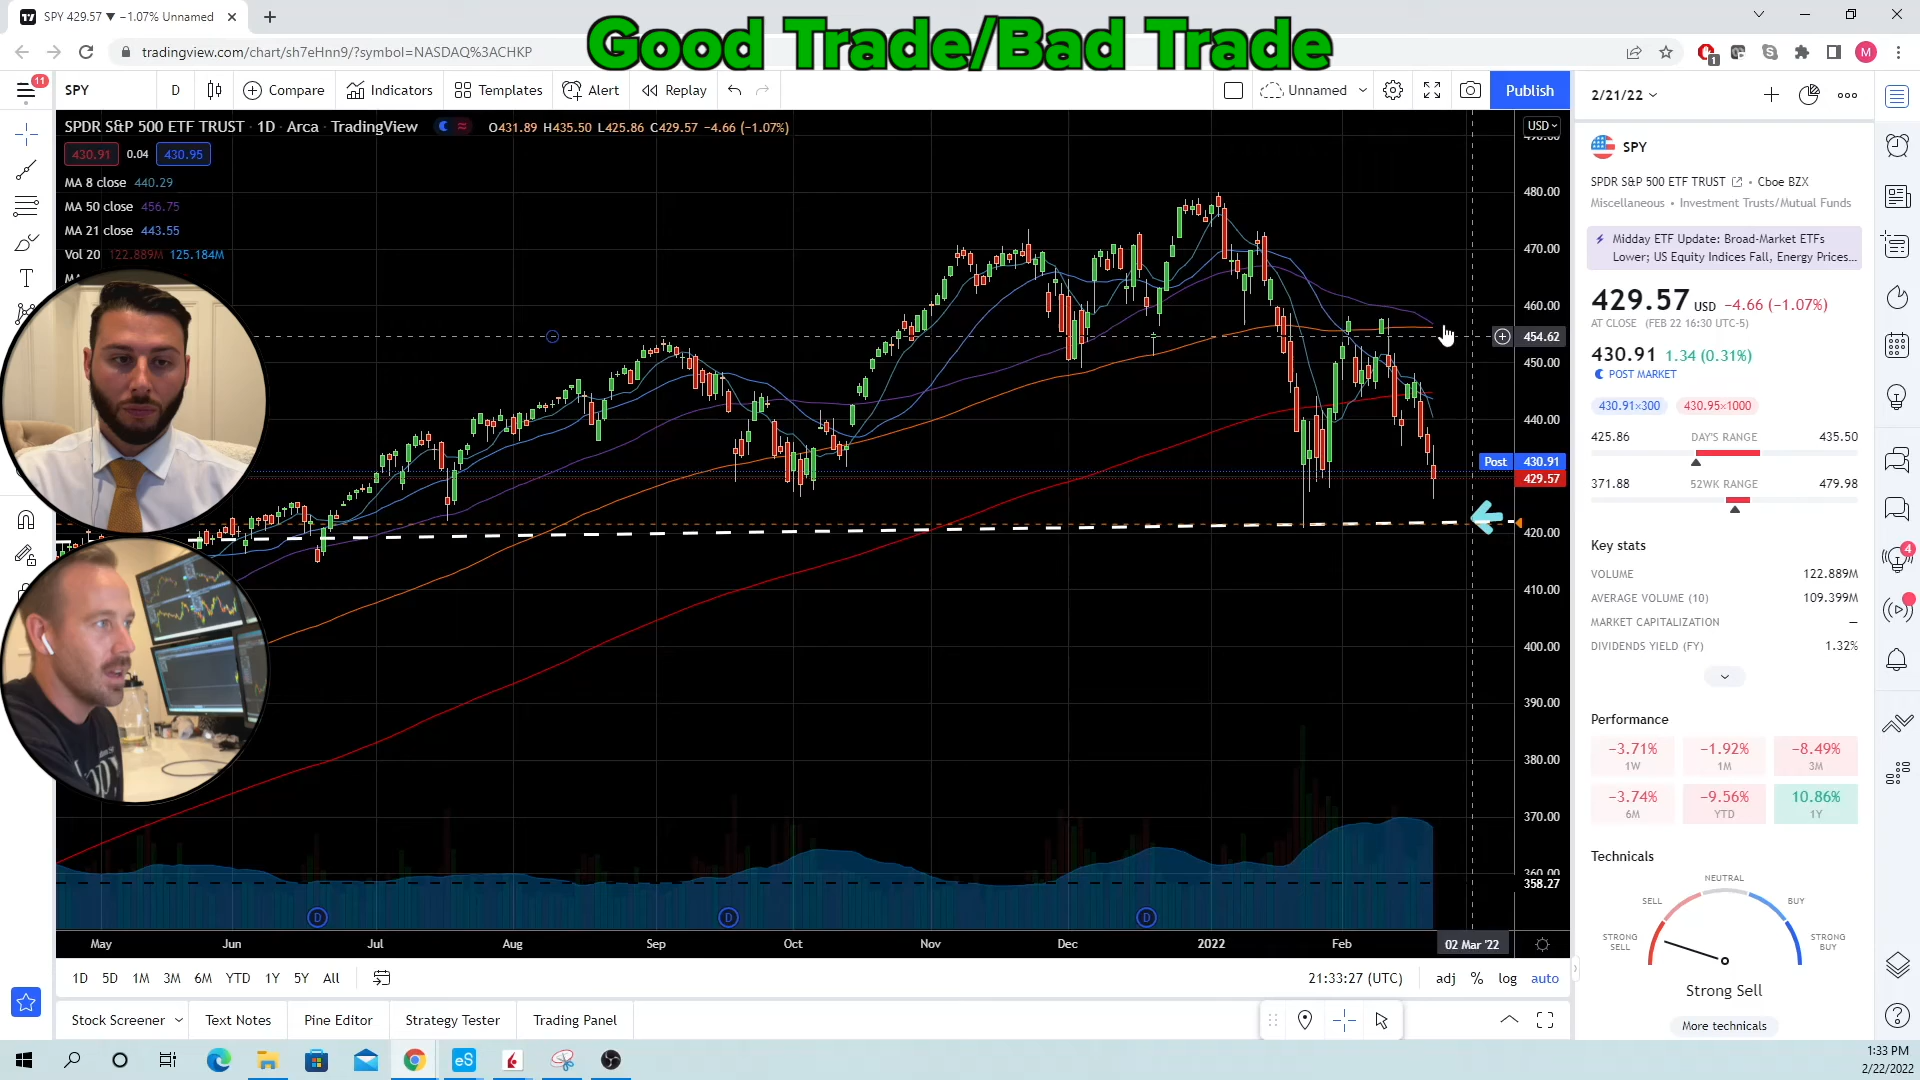 SPY 429.57 ▼ −1.07% Unnamed
tradingview.com/chart/sh7eHnn9/?symbol=NASDAQ%3ACHKP
Good Trade/Bad Trade
11
SPY D Compare Indicators Templates Alert Replay Unnamed Publish
SPDR S&P 500 ETF TRUST · 1D · Arca · TradingView O431.89 H435.50 L425.86 C429.57 −4.66 (−1.07%)
430.91 0.04 430.95
MA 8 close 440.29
MA 50 close 456.75
MA 21 close 443.55
Vol 20 122.889M 125.184M
USD
480.00
470.00
460.00
454.62
450.00
440.00
Post 430.91
429.57
420.00
410.00
400.00
390.00
380.00
370.00
360.00
358.27
D D D
May Jun Jul Aug Sep Oct Nov Dec 2022 Feb 02 Mar '22
1D 5D 1M 3M 6M YTD 1Y 5Y All 21:33:27 (UTC) adj % log auto
Stock Screener Text Notes Pine Editor Strategy Tester Trading Panel
2/21/22
SPY
SPDR S&P 500 ETF TRUST • Cboe BZX
Miscellaneous • Investment Trusts/Mutual Funds
Midday ETF Update: Broad-Market ETFs
Lower; US Equity Indices Fall, Energy Prices...
429.57 USD −4.66 (−1.07%)
AT CLOSE (FEB 22 16:30 UTC-5)
430.91 1.34 (0.31%)
POST MARKET
430.91×300 430.95×1000
425.86 DAY'S RANGE 435.50
371.88 52WK RANGE 479.98
Key stats
VOLUME 122.889M
AVERAGE VOLUME (10) 109.399M
MARKET CAPITALIZATION —
DIVIDENDS YIELD (FY) 1.32%
Performance
−3.71% −1.92% −8.49%
1W 1M 3M
−3.74% −9.56% 10.86%
6M YTD 1Y
Technicals
NEUTRAL
SELL BUY
STRONG SELL STRONG BUY
Strong Sell
More technicals
4
1
M
eS
1:33 PM
2/22/2022